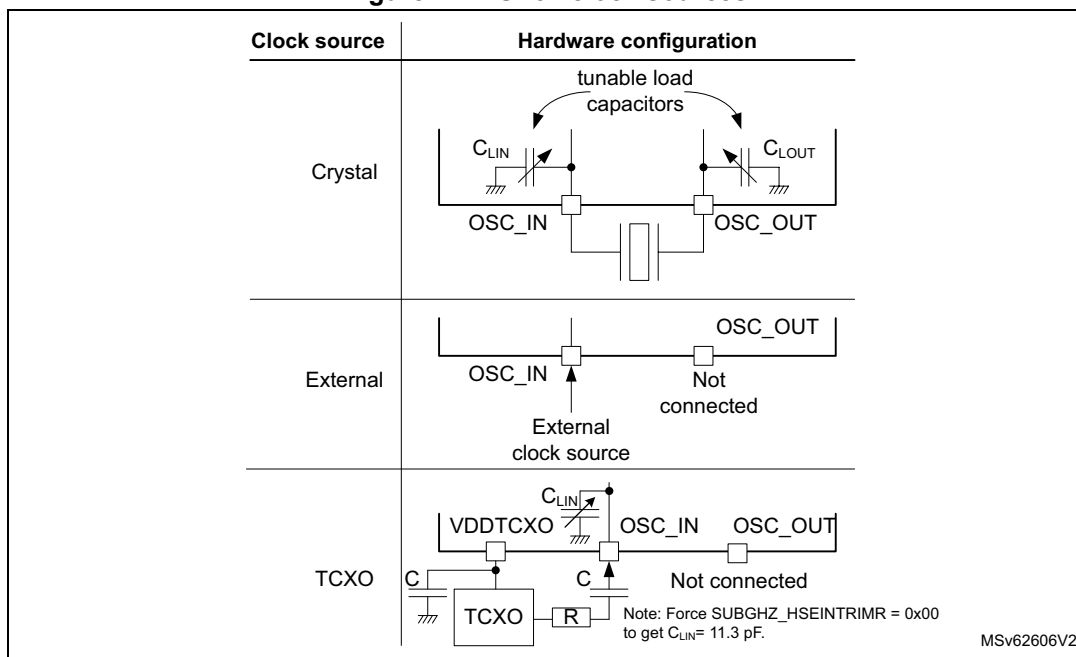 Clock source
Hardware configuration
tunable load
capacitors
CLIN
CLOUT
Crystal
OSC_IN
OSC_OUT
OSC_OUT
External
OSC_IN
Not
connected
External
clock source
CLIN
VDDTCXO
OSC_IN
OSC_OUT
TCXO
C
C
Not connected
TCXO
R
Note: Force SUBGHZ_HSEINTRIMR = 0x00
to get CLIN= 11.3 pF.
MSv62606V2